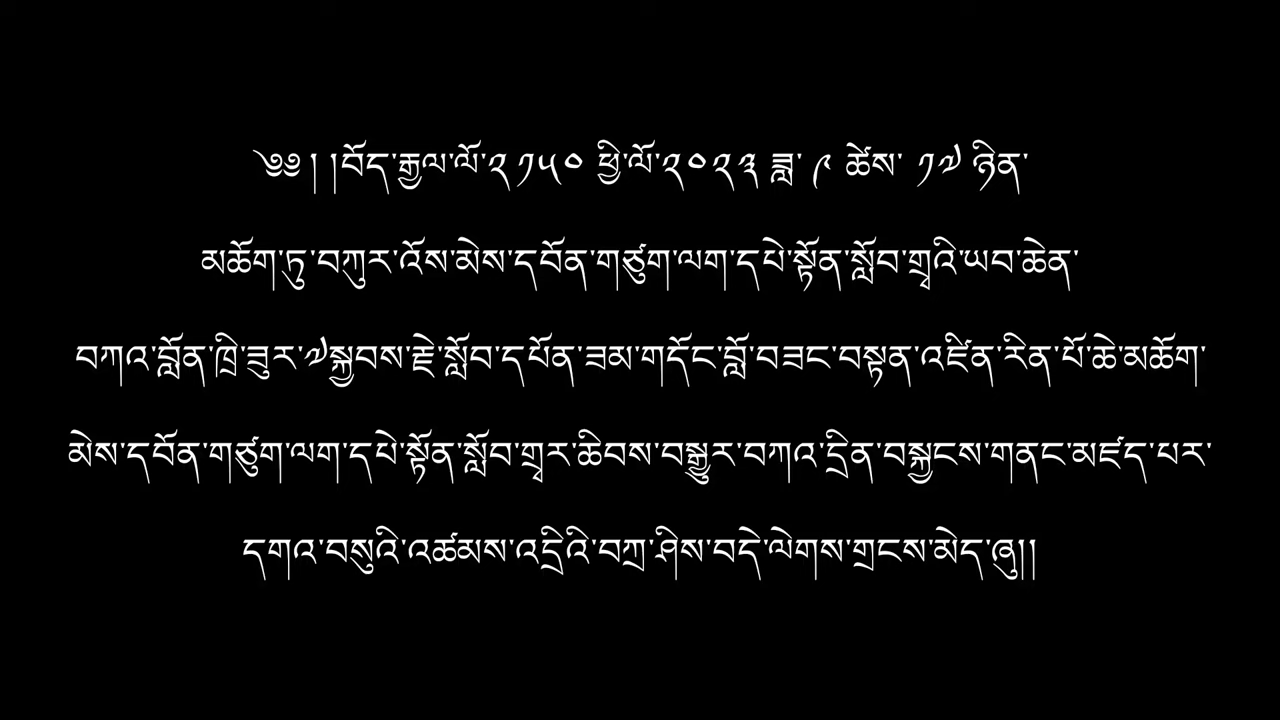 ༄༅། །བོད་རྒྱལ་ལོ་༢༡༥༠ ཕྱི་ལོ་༢༠༢༣ ཟླ་ ༩ ཚེས་ ༡༧ ཉིན་
མཆོག་ཏུ་བཀུར་འོས་མེས་དབོན་གཙུག་ལག་དཔེ་སྟོན་སློབ་གྲྭའི་ཡབ་ཆེན་
བཀའ་བློན་ཁྲི་ཟུར་༧སྐྱབས་རྗེ་སློབ་དཔོན་ཟམ་གདོང་བློ་བཟང་བསྟན་འཛིན་རིན་པོ་ཆེ་མཆོག་
མེས་དབོན་གཙུག་ལག་དཔེ་སྟོན་སློབ་གྲྭར་ཆིབས་བསྒྱུར་བཀའ་དྲིན་བསྐྱངས་གནང་མཛད་པར་
དགའ་བསུའི་འཚམས་འདྲིའི་བཀྲ་ཤིས་བདེ་ལེགས་གྲངས་མེད་ཞུ།།